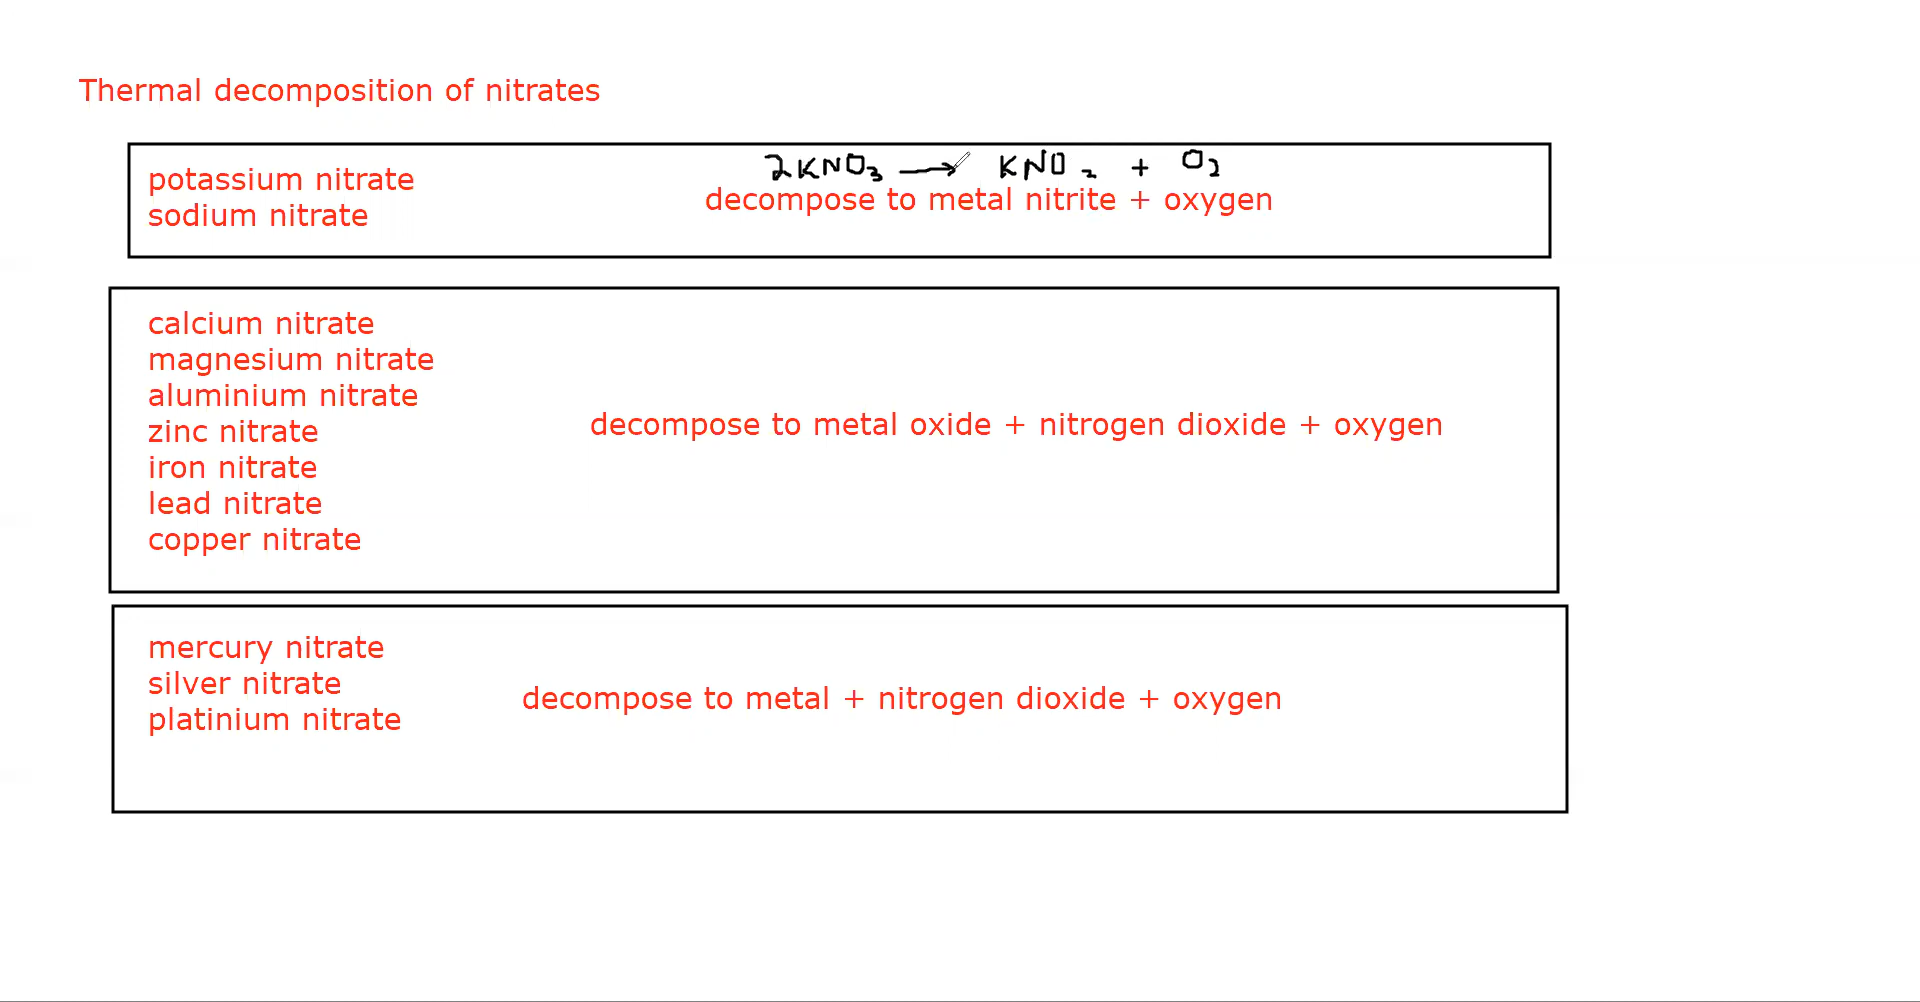 Thermal decomposition of nitrates
2KNO₃ → KNO₂ + O₂
potassium nitrate
decompose to metal nitrite + oxygen
sodium nitrate
calcium nitrate
magnesium nitrate
aluminium nitrate
zinc nitrate
decompose to metal oxide + nitrogen dioxide + oxygen
iron nitrate
lead nitrate
copper nitrate
mercury nitrate
silver nitrate
decompose to metal + nitrogen dioxide + oxygen
platinium nitrate